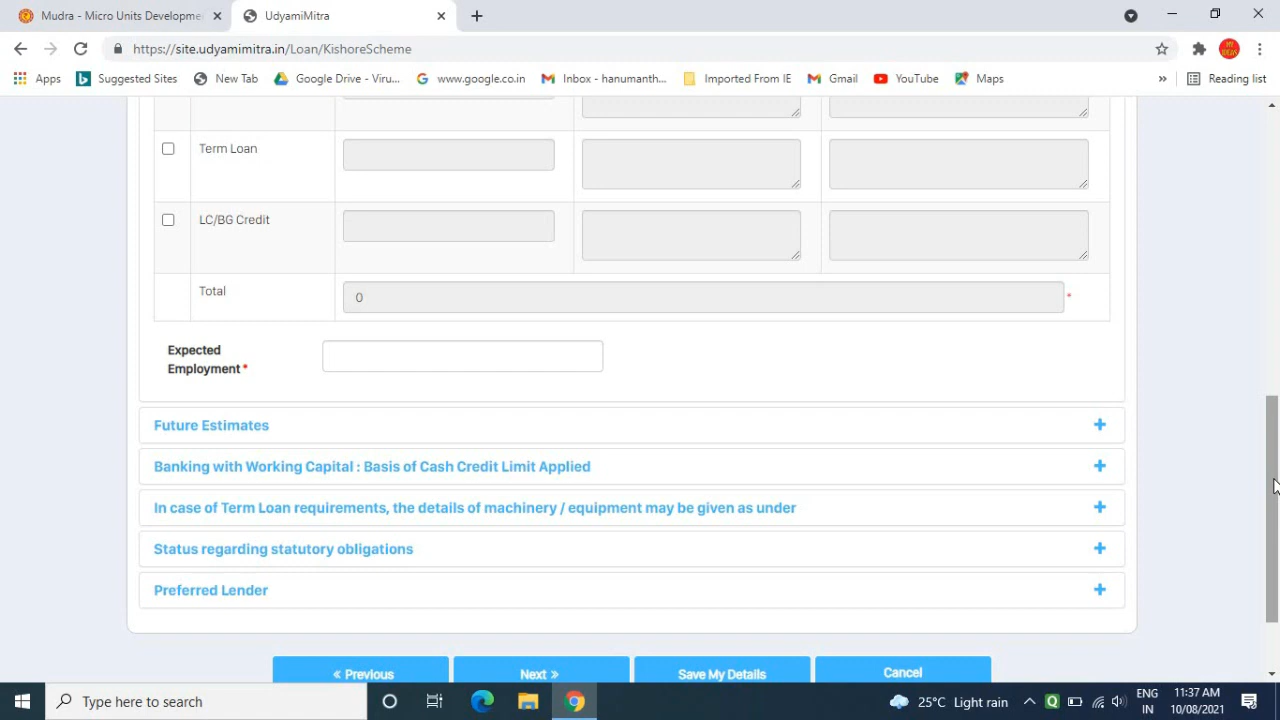 Mudra - Micro Units Developme
UdyamiMitra
https://site.udyamimitra.in/Loan/KishoreScheme
Apps
Suggested Sites
New Tab
Google Drive - Viru...
www.google.co.in
Inbox - hanumanth...
Imported From IE
Gmail
YouTube
Maps
»
Reading list
Term Loan
LC/BG Credit
Total
0
*
Expected
Employment *
Future Estimates
Banking with Working Capital : Basis of Cash Credit Limit Applied
In case of Term Loan requirements, the details of machinery / equipment may be given as under
Status regarding statutory obligations
Preferred Lender
« Previous
Next »
Save My Details
Cancel
Type here to search
25°C Light rain
ENG
IN
11:37 AM
10/08/2021